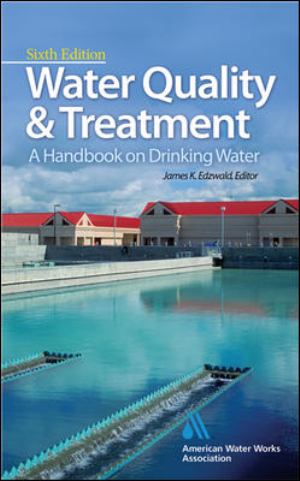 Sixth Edition
Water Quality
& Treatment
A Handbook on Drinking Water
James K. Edzwald, Editor
American Water Works
Association